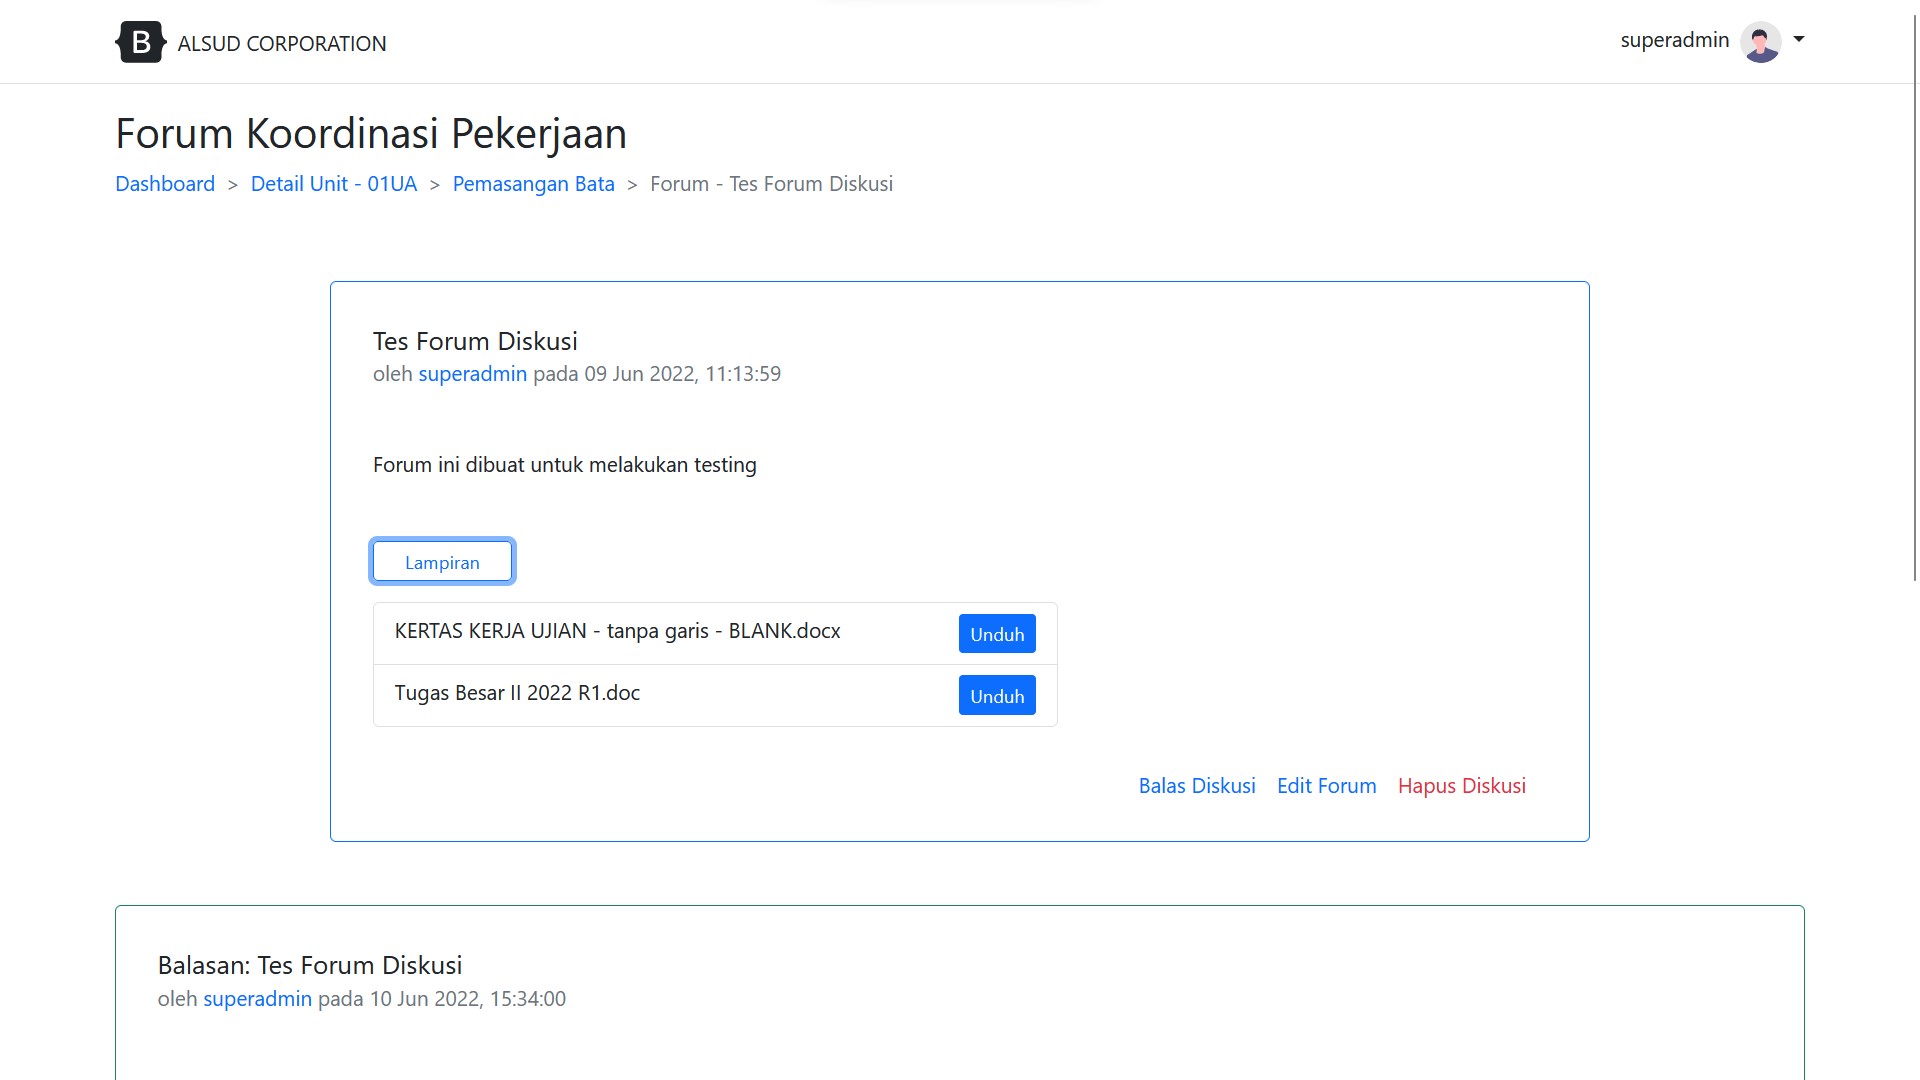 B ALSUD CORPORATION
superadmin
Forum Koordinasi Pekerjaan
Dashboard > Detail Unit - 01UA > Pemasangan Bata > Forum - Tes Forum Diskusi
Tes Forum Diskusi
oleh superadmin pada 09 Jun 2022, 11:13:59
Forum ini dibuat untuk melakukan testing
Lampiran
KERTAS KERJA UJIAN - tanpa garis - BLANK.docx Unduh
Tugas Besar II 2022 R1.doc Unduh
Balas Diskusi Edit Forum Hapus Diskusi
Balasan: Tes Forum Diskusi
oleh superadmin pada 10 Jun 2022, 15:34:00